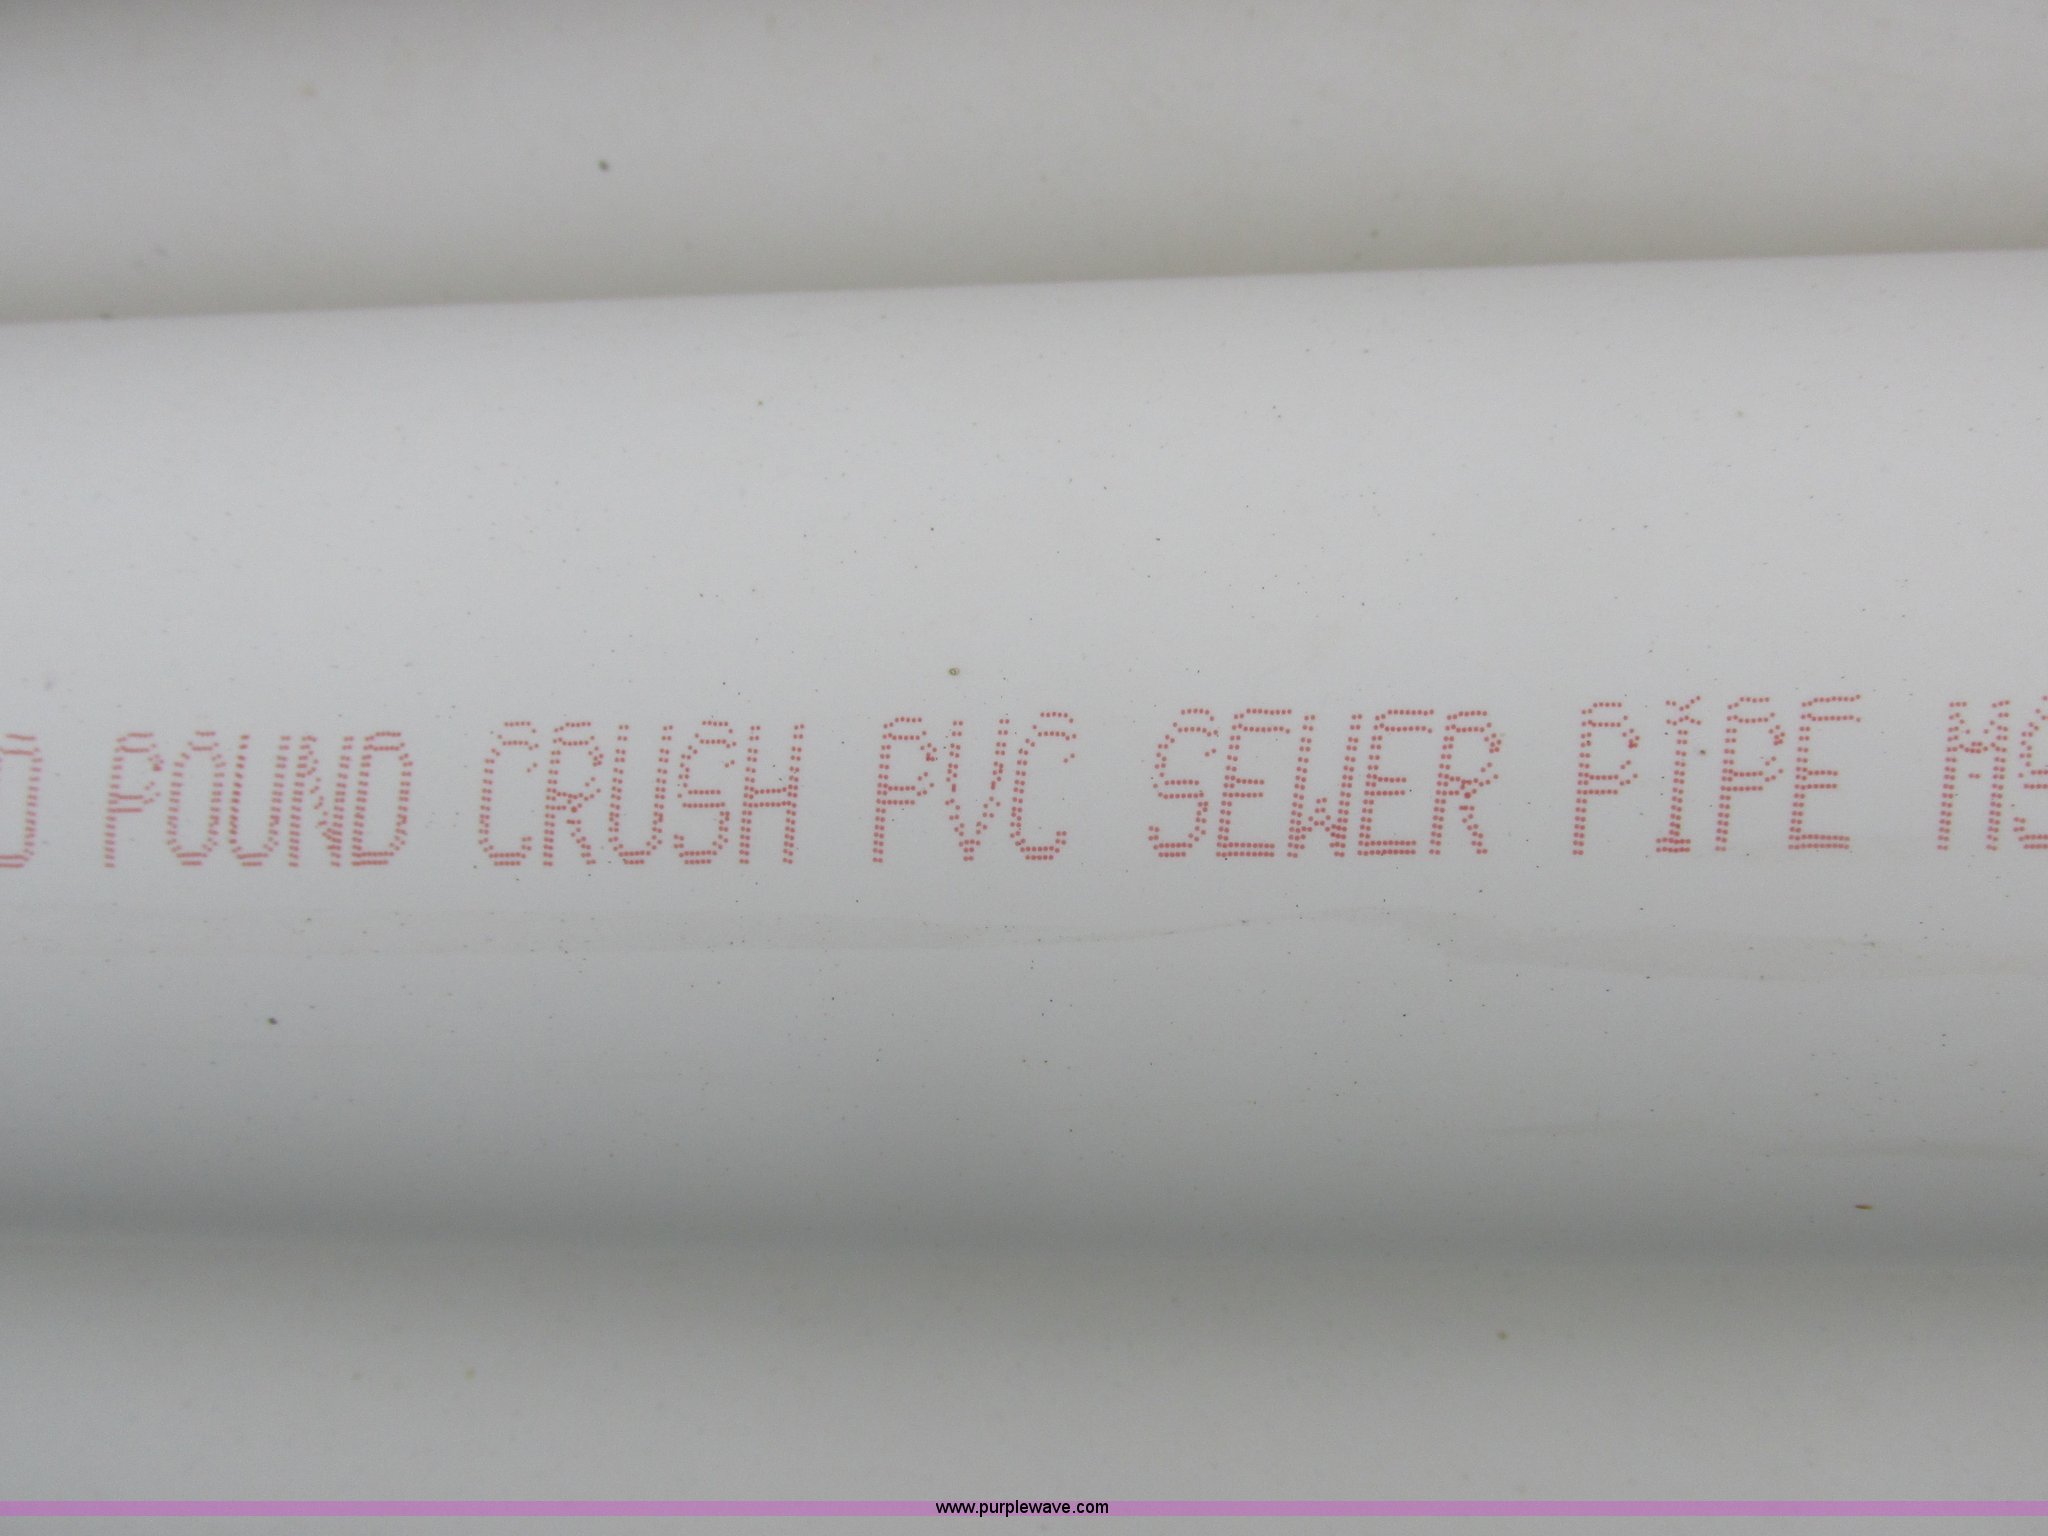 POUND CRUSH PVC SEWER PIPE
www.purplewave.com